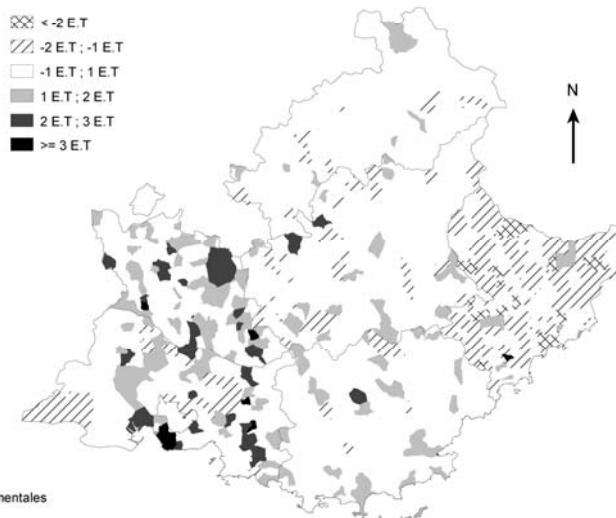 < -2 E.T
-2 E.T ; -1 E.T
-1 E.T ; 1 E.T
1 E.T ; 2 E.T
2 E.T ; 3 E.T
>= 3 E.T
N
mentales